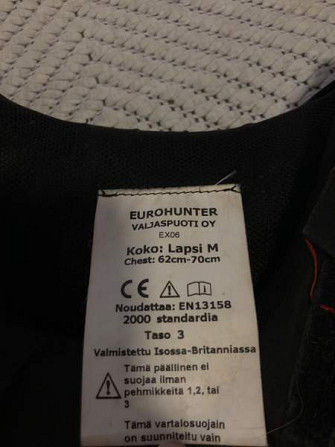 EUROHUNTER
VALJASPUOTI OY
EX06
Koko: Lapsi M
Chest: 62cm-70cm
CE
Noudattaa: EN13158
2000 standardia
Taso 3
Valmistettu Isossa-Britanniassa
Tämä päällinen ei
suojaa ilman
pehmikkeitä 1,2, tai
3
Tämä vartalosuojain
on suunniteltu vain